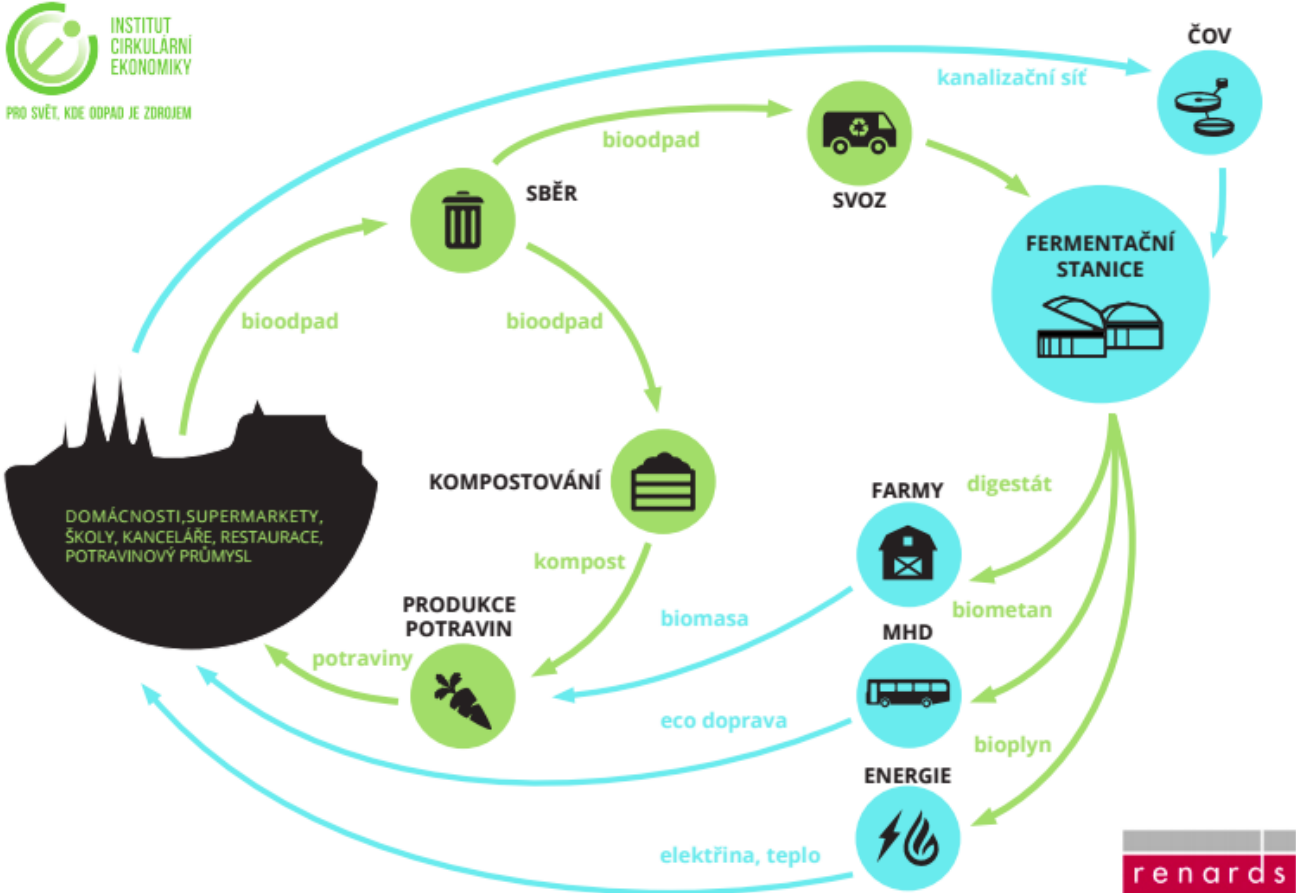 INSTITUT
CIRKULÁRNÍ
EKONOMIKY
PRO SVĚT, KDE ODPAD JE ZDROJEM
ČOV
kanalizační síť
bioodpad
SBĚR
SVOZ
FERMENTAČNÍ
STANICE
bioodpad
bioodpad
KOMPOSTOVÁNÍ
FARMY
digestát
DOMÁCNOSTI,SUPERMARKETY,
ŠKOLY, KANCELÁŘE, RESTAURACE,
POTRAVINOVÝ PRŮMYSL
kompost
PRODUKCE
POTRAVIN
biomasa
biometan
MHD
potraviny
eco doprava
bioplyn
ENERGIE
elektřina, teplo
renards